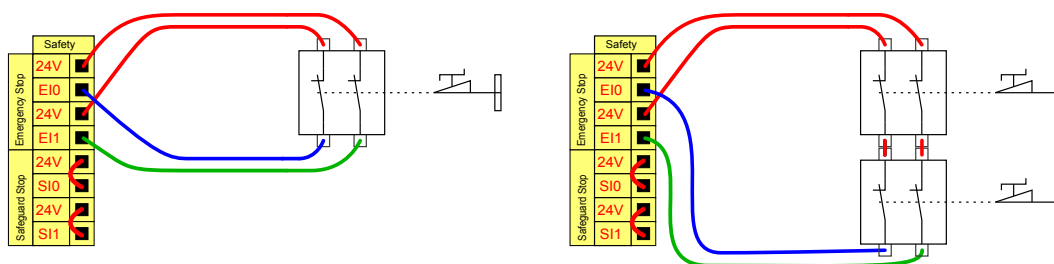 Safety
Emergency Stop
24V
EI0
24V
EI1
Safeguard Stop
24V
SI0
24V
SI1
Safety
Emergency Stop
24V
EI0
24V
EI1
Safeguard Stop
24V
SI0
24V
SI1